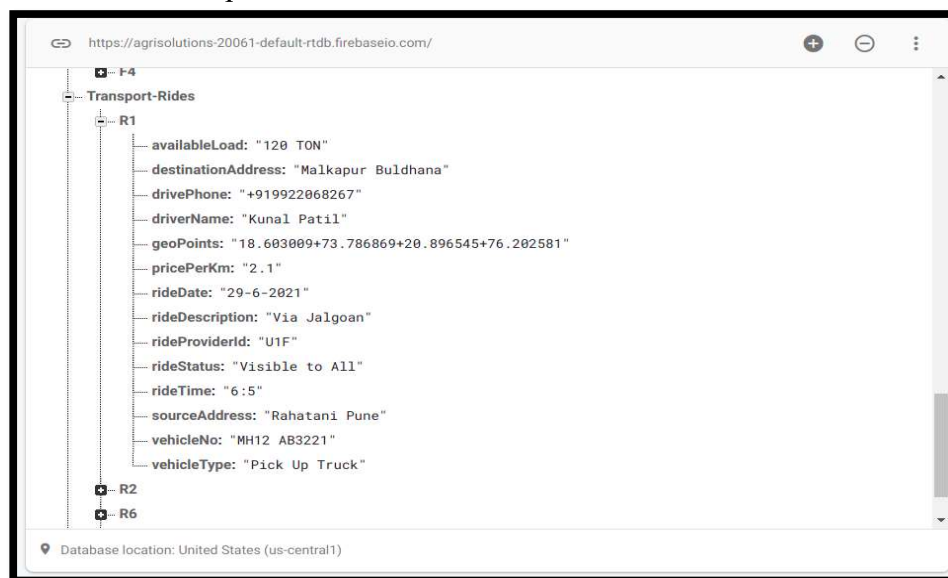 https://agrisolutions-20061-default-rtdb.firebaseio.com/
F4
Transport-Rides
R1
availableLoad: "120 TON"
destinationAddress: "Malkapur Buldhana"
drivePhone: "+919922068267"
driverName: "Kunal Patil"
geoPoints: "18.603009+73.786869+20.896545+76.202581"
pricePerKm: "2.1"
rideDate: "29-6-2021"
rideDescription: "Via Jalgoan"
rideProviderId: "U1F"
rideStatus: "Visible to All"
rideTime: "6:5"
sourceAddress: "Rahatani Pune"
vehicleNo: "MH12 AB3221"
vehicleType: "Pick Up Truck"
R2
R6
Database location: United States (us-central1)